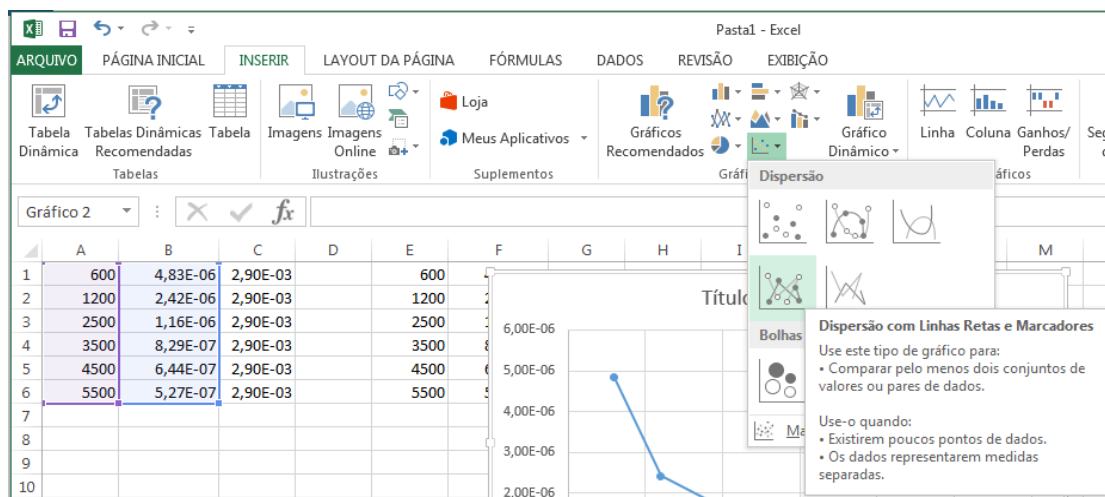 Pasta1 - Excel
ARQUIVO PÁGINA INICIAL INSERIR LAYOUT DA PÁGINA FÓRMULAS DADOS REVISÃO EXIBIÇÃO
Tabela Dinâmica
Tabelas Dinâmicas Recomendadas
Tabela
Imagens
Imagens Online
Loja
Meus Aplicativos
Gráficos Recomendados
Gráfico Dinâmico
Linha Coluna Ganhos/
Perdas
Tabelas Ilustrações Suplementos
Gráfico 2 fx
Dispersão
A B C D E F G H I M
1 600 4,83E-06 2,90E-03 600
2 1200 2,42E-06 2,90E-03 1200
3 2500 1,16E-06 2,90E-03 2500
4 3500 8,29E-07 2,90E-03 3500
5 4500 6,44E-07 2,90E-03 4500
6 5500 5,27E-07 2,90E-03 5500
7
8
9
10
6,00E-06
5,00E-06
4,00E-06
3,00E-06
2,00E-06
Bolhas
Dispersão com Linhas Retas e Marcadores
Use este tipo de gráfico para:
• Comparar pelo menos dois conjuntos de
valores ou pares de dados.
Use-o quando:
• Existirem poucos pontos de dados.
• Os dados representarem medidas
separadas.